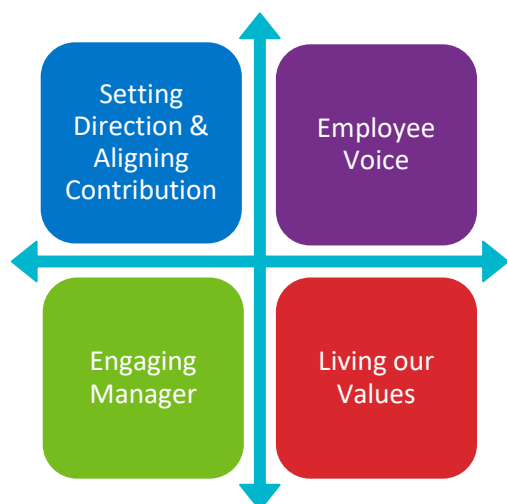 Setting
Direction &
Aligning
Contribution
Employee
Voice
Engaging
Manager
Living our
Values